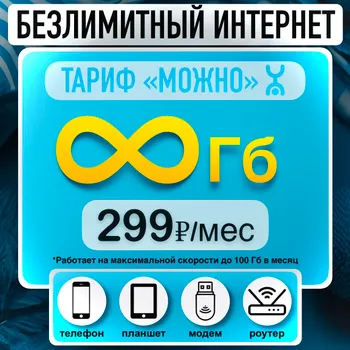 БЕЗЛИМИТНЫЙ ИНТЕРНЕТ
ТАРИФ «МОЖНО»
∞ Гб
299₽/мес
*Работает на максимальной скорости до 100 Гб в месяц
телефон планшет модем роутер